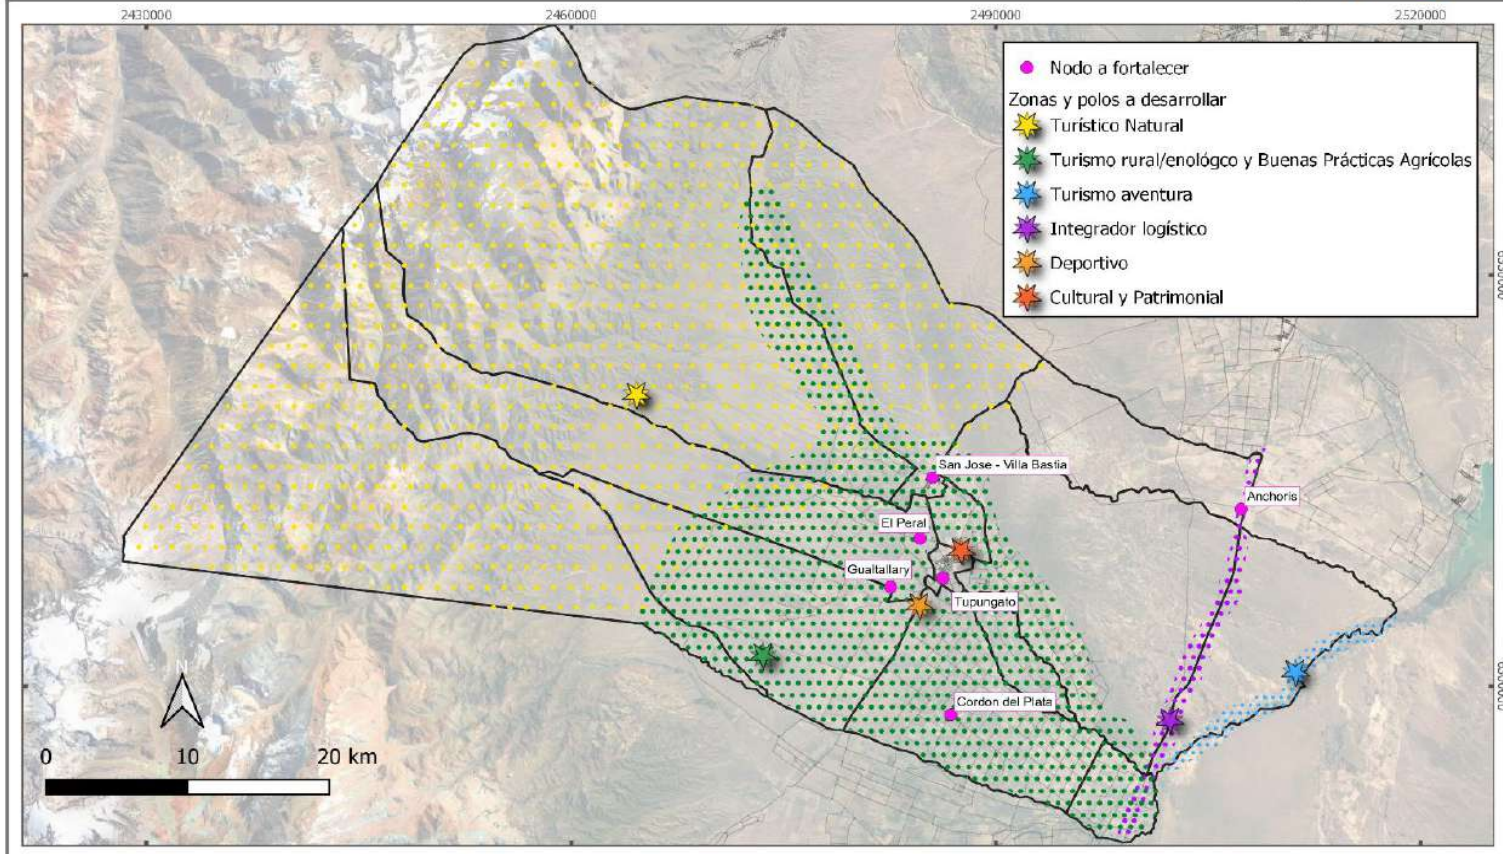 2430000
2460000
2490000
2520000
Nodo a fortalecer
Zonas y polos a desarrollar
Turístico Natural
Turismo rural/enológco y Buenas Prácticas Agrícolas
Turismo aventura
Integrador logístico
Deportivo
Cultural y Patrimonial
San Jose - Villa Bastia
Anchoris
El Peral
Gualtallary
Tupungato
Cordon del Plata
N
0 10 20 km